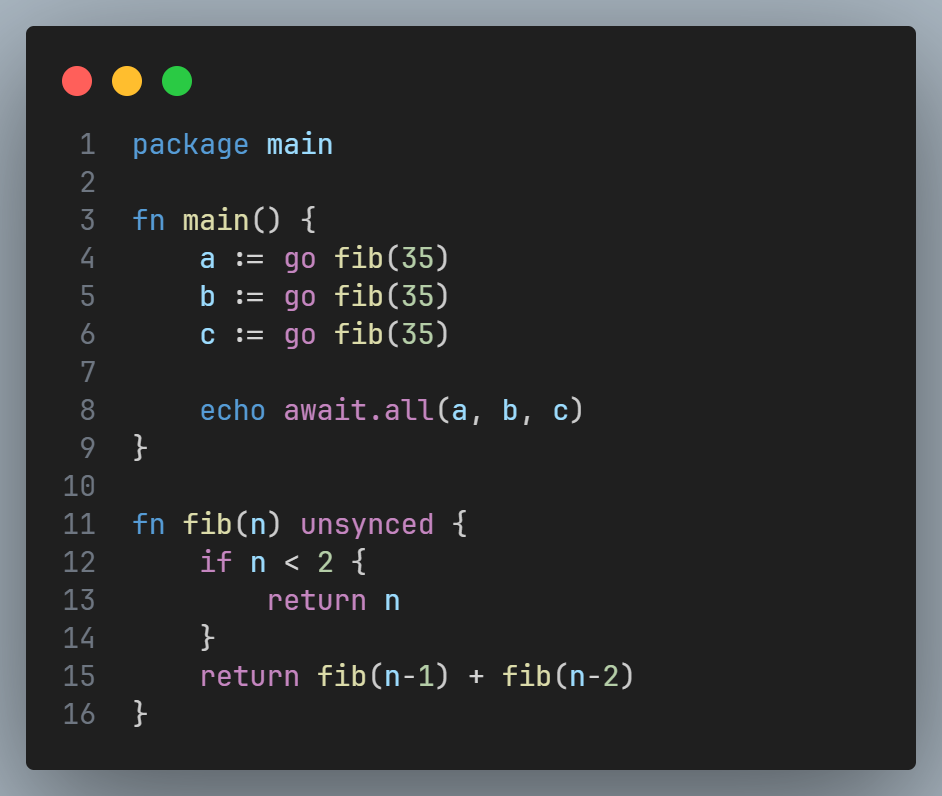 1 package main
2
3 fn main() {
4     a := go fib(35)
5     b := go fib(35)
6     c := go fib(35)
7
8     echo await.all(a, b, c)
9 }
10
11 fn fib(n) unsynced {
12     if n < 2 {
13         return n
14     }
15     return fib(n-1) + fib(n-2)
16 }